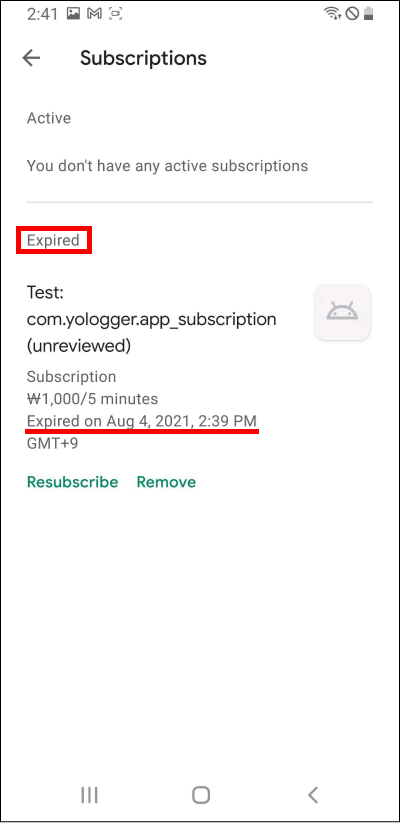 2:41
Subscriptions
Active
You don't have any active subscriptions
Expired
Test:
com.yologger.app_subscription
(unreviewed)
Subscription
₩1,000/5 minutes
Expired on Aug 4, 2021, 2:39 PM
GMT+9
Resubscribe Remove